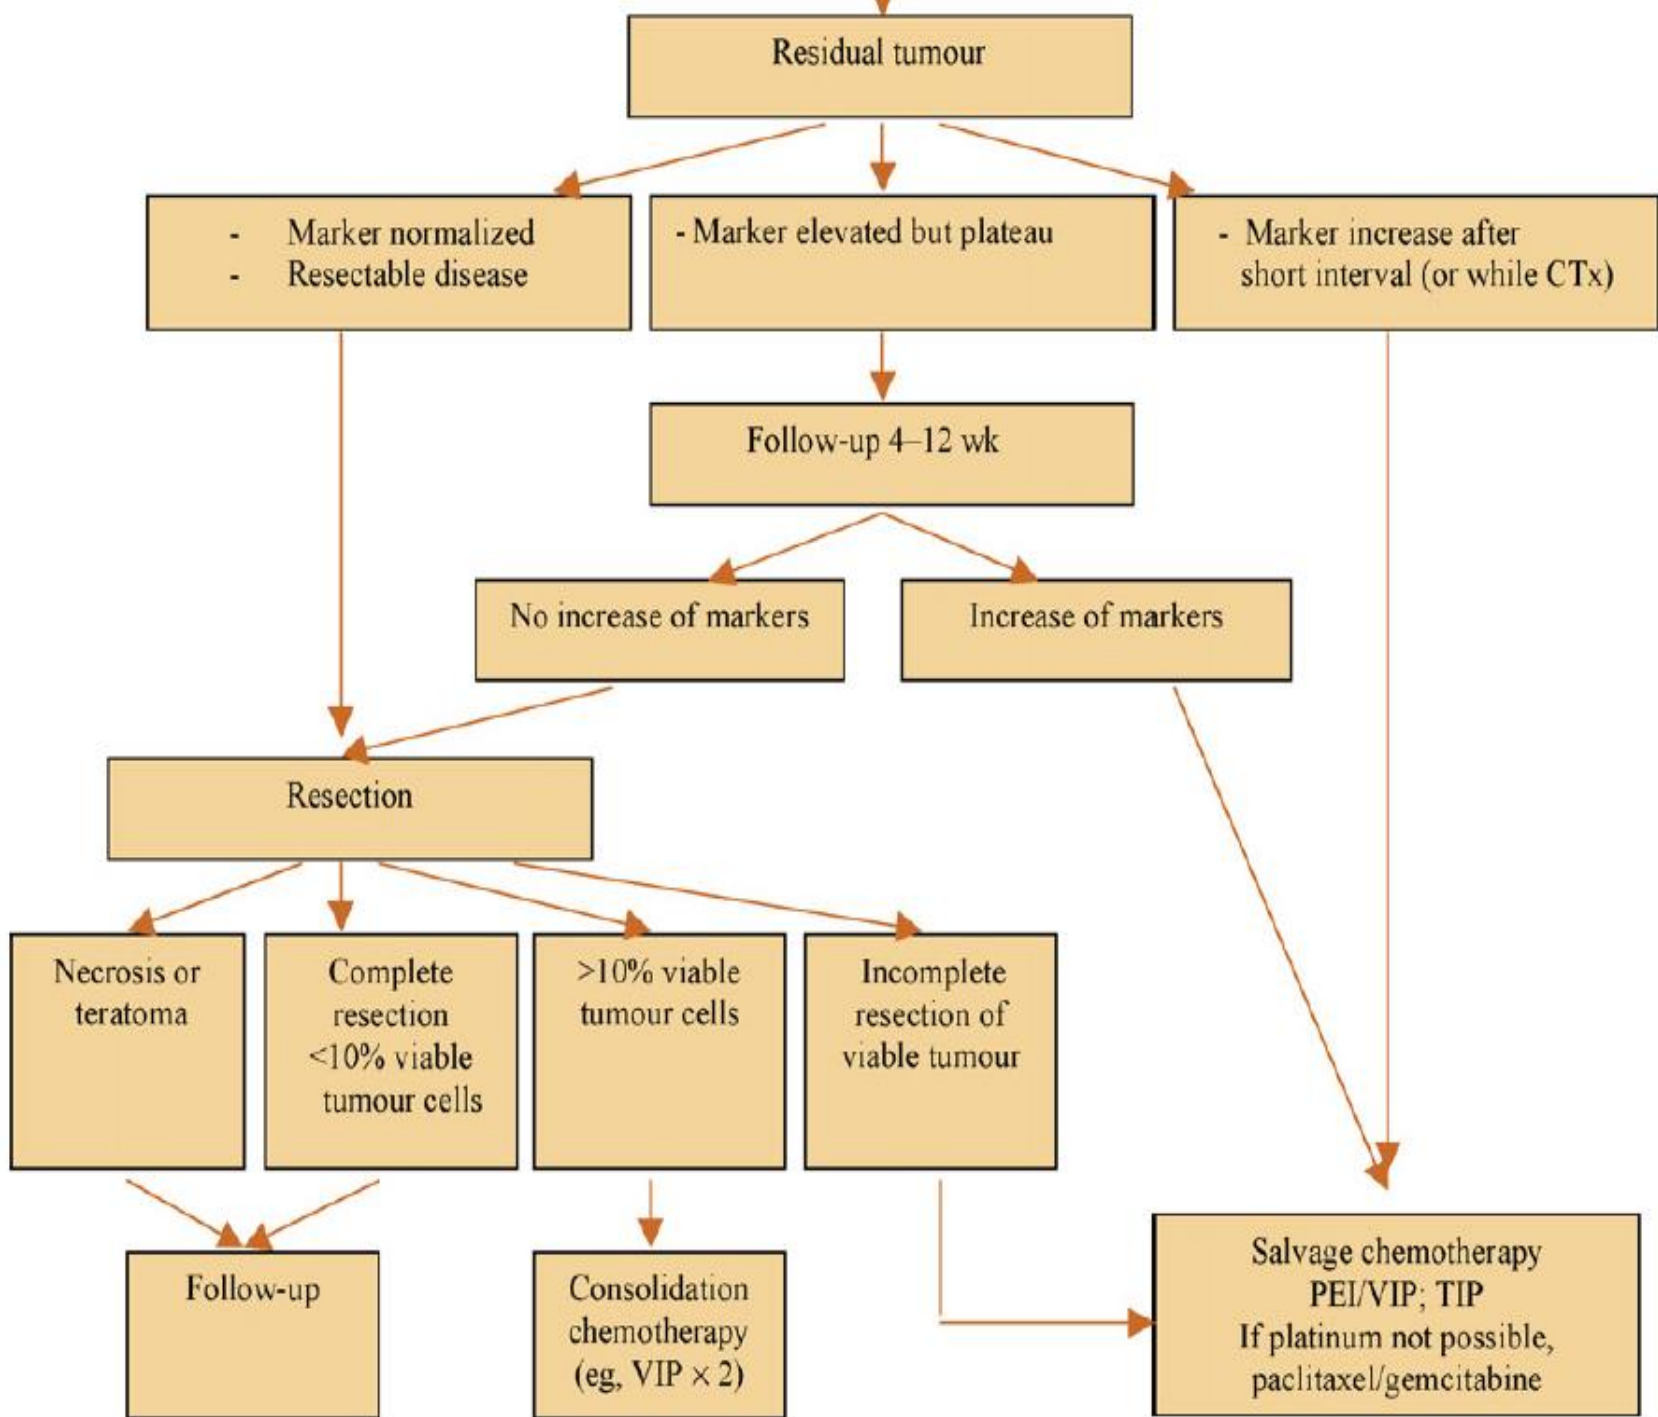 Residual tumour
- Marker normalized
- Resectable disease
- Marker elevated but plateau
- Marker increase after
short interval (or while CTx)
Follow-up 4–12 wk
No increase of markers
Increase of markers
Resection
Necrosis or
teratoma
Complete
resection
<10% viable
tumour cells
>10% viable
tumour cells
Incomplete
resection of
viable tumour
Follow-up
Consolidation
chemotherapy
(eg, VIP × 2)
Salvage chemotherapy
PEI/VIP; TIP
If platinum not possible,
paclitaxel/gemcitabine